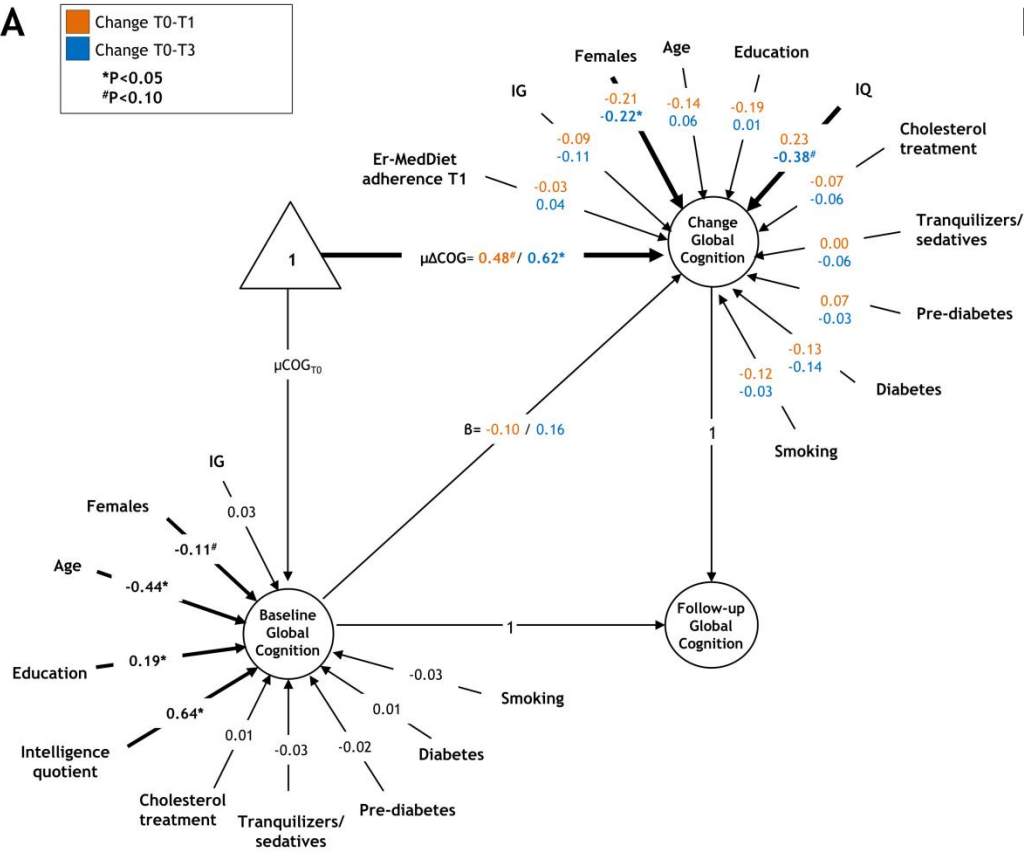 A
Change T0-T1
Change T0-T3
*P<0.05
#P<0.10
Females
Age
Education
IG
IQ
-0.21
-0.22*
-0.14
0.06
-0.19
0.01
0.23
-0.38#
Cholesterol
treatment
-0.09
-0.11
Er-MedDiet
adherence T1
-0.03
0.04
-0.07
-0.06
Tranquilizers/
sedatives
0.00
-0.06
Change
Global
Cognition
1
μΔCOG= 0.48#/ 0.62*
0.07
-0.03
Pre-diabetes
-0.13
-0.14
Diabetes
-0.12
-0.03
Smoking
μCOGT0
ß= -0.10 / 0.16
1
IG
0.03
Females
-0.11#
Age
-0.44*
Education
0.19*
Intelligence
quotient
0.64*
Baseline
Global
Cognition
1
Follow-up
Global
Cognition
-0.03
Smoking
0.01
Diabetes
-0.02
Pre-diabetes
-0.03
Tranquilizers/
sedatives
0.01
Cholesterol
treatment